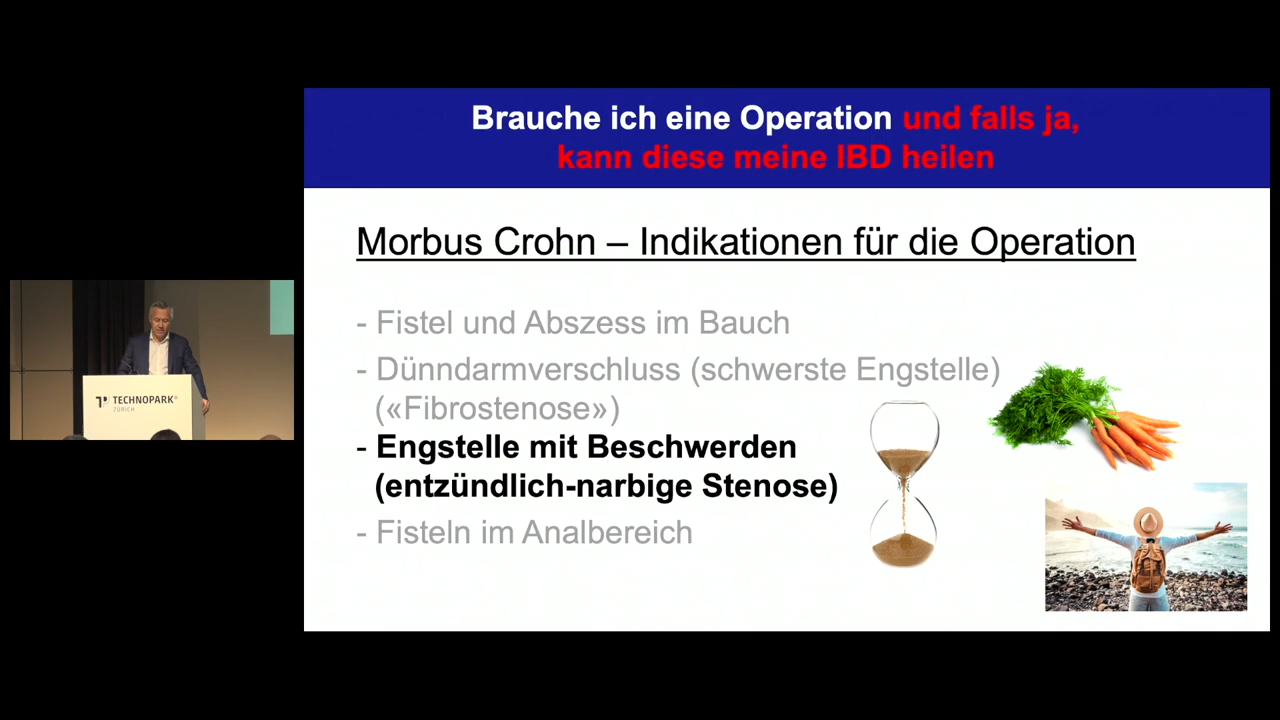 Brauche ich eine Operation und falls ja,
kann diese meine IBD heilen
Morbus Crohn – Indikationen für die Operation
- Fistel und Abszess im Bauch
- Dünndarmverschluss (schwerste Engstelle)
(«Fibrostenose»)
- Engstelle mit Beschwerden
(entzündlich-narbige Stenose)
- Fisteln im Analbereich
TECHNOPARK®
ZÜRICH